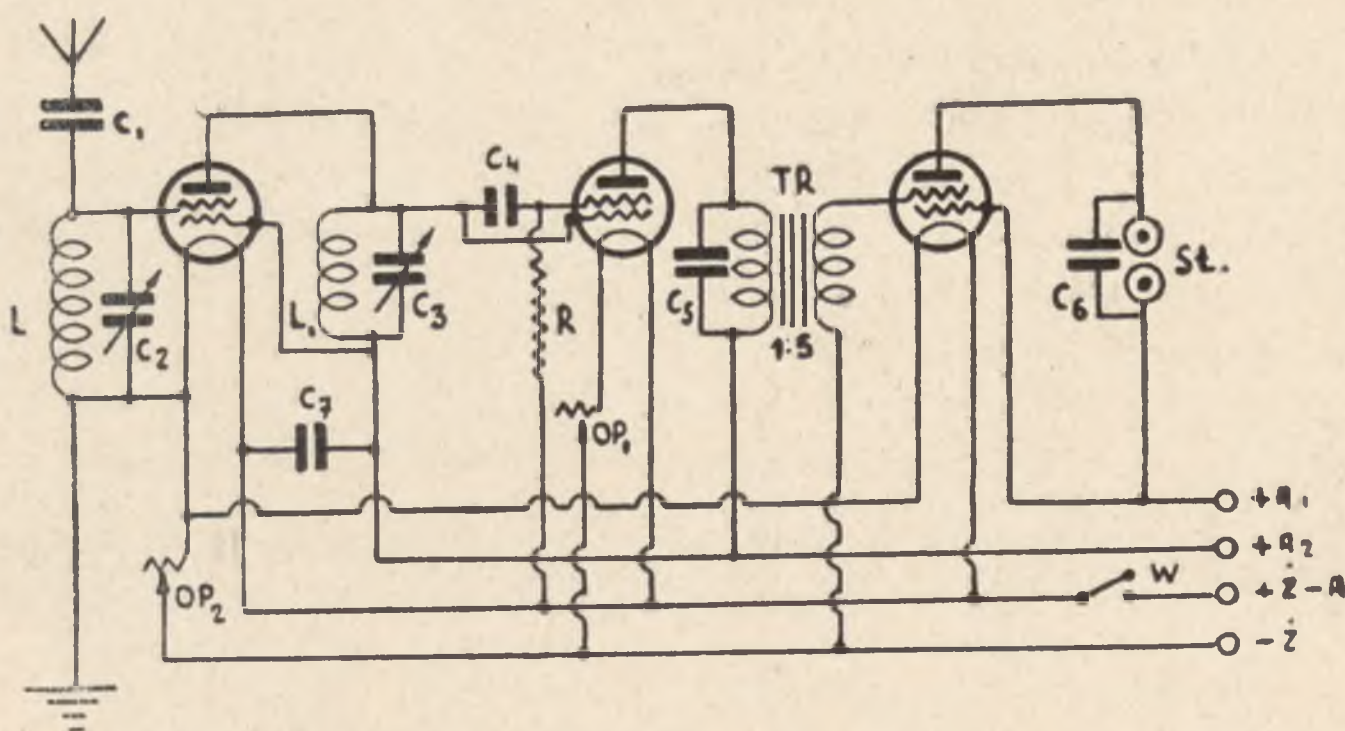 C₁
C₄
TR
L
C₂
L₁
C₃
R
C₅
1:5
C₆
St.
C₇
OP₁
OP₂
+A₁
+A₂
W
+Ż-A
-Ż